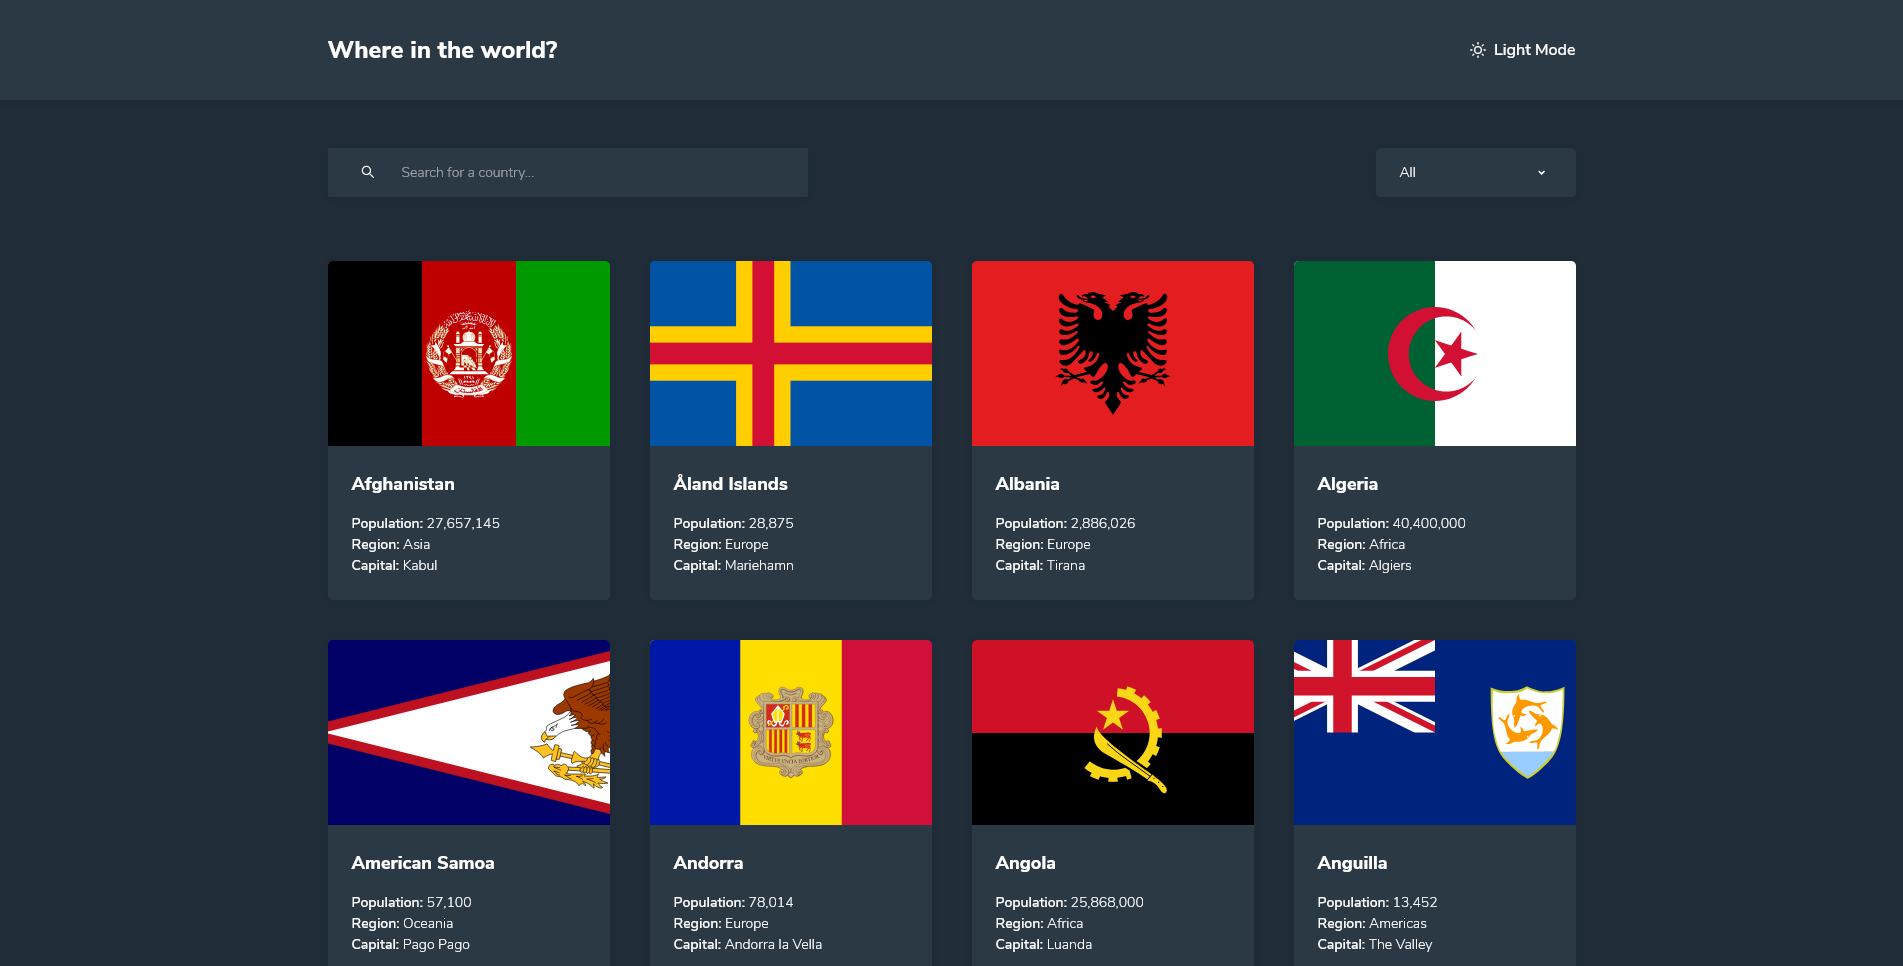 Where in the world?
Light Mode
Search for a country...
All
Afghanistan
Population: 27,657,145
Region: Asia
Capital: Kabul
Åland Islands
Population: 28,875
Region: Europe
Capital: Mariehamn
Albania
Population: 2,886,026
Region: Europe
Capital: Tirana
Algeria
Population: 40,400,000
Region: Africa
Capital: Algiers
American Samoa
Population: 57,100
Region: Oceania
Capital: Pago Pago
Andorra
Population: 78,014
Region: Europe
Capital: Andorra la Vella
Angola
Population: 25,868,000
Region: Africa
Capital: Luanda
Anguilla
Population: 13,452
Region: Americas
Capital: The Valley